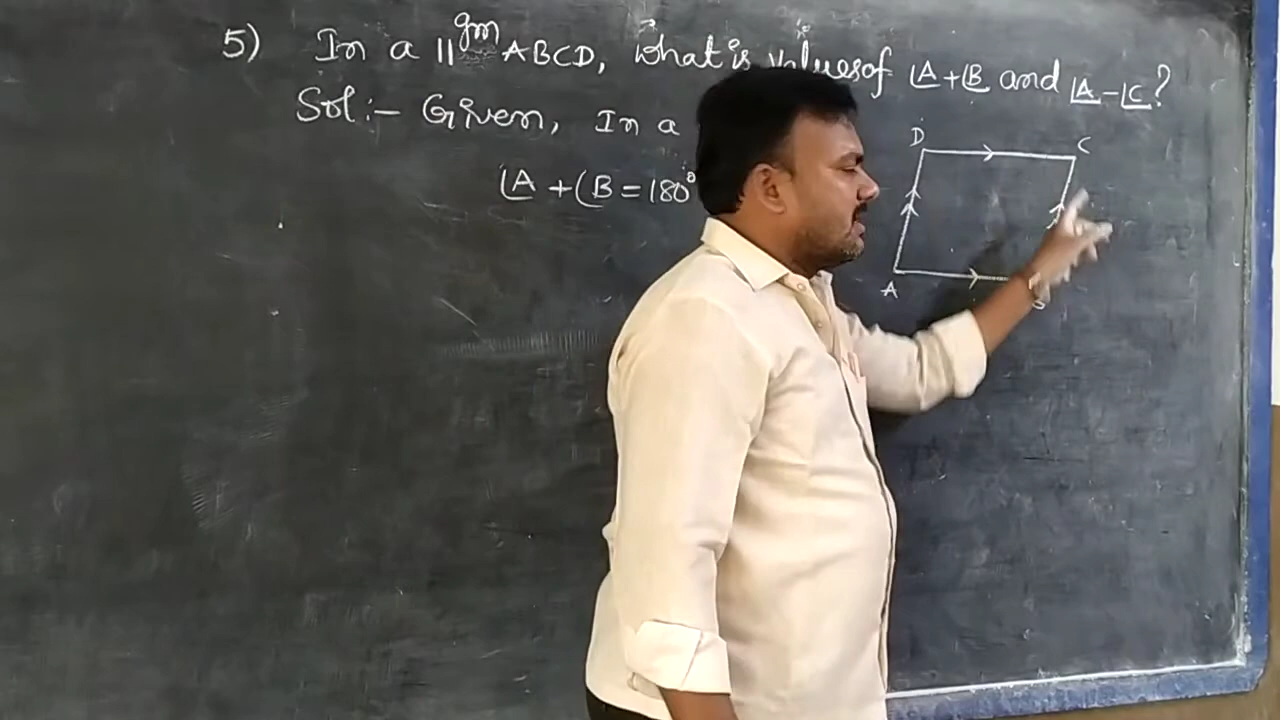 5) In a ||gm ABCD, What is values of ∠A + ∠B and ∠A - ∠C?
Sol:- Given, In a
∠A + ∠B = 180°
D C
A